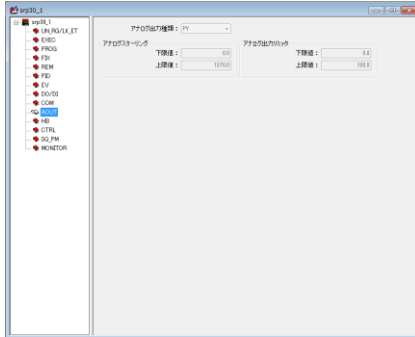 srp30_1
srp30_1
UN_RG/LK_ET
EXEC
PROG
FIX
REM
PID
EV
DO/DI
COM
AOUT
HB
CTRL
SQ_PM
MONITOR
アナログ出力種類： PV
アナログスケーリング
下限値： 0.0
上限値： 1370.0
アナログ出力リミッタ
下限値： 0.0
上限値： 100.0